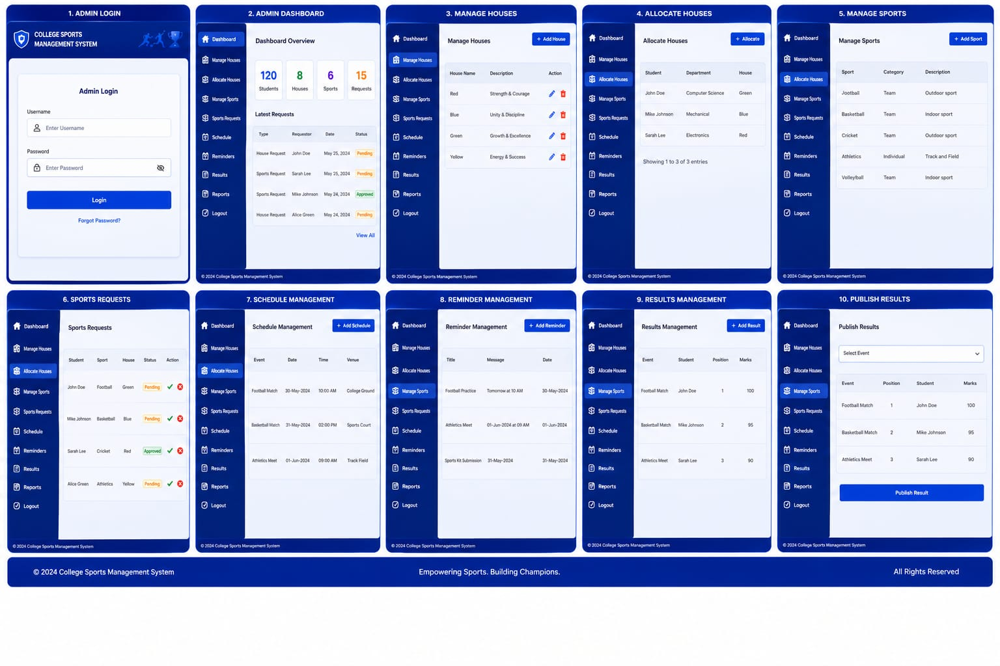 1. ADMIN LOGIN
COLLEGE SPORTS
MANAGEMENT SYSTEM
Admin Login
Username
Enter Username
Password
Enter Password
Login
Forgot Password?
2. ADMIN DASHBOARD
Dashboard
Manage Houses
Allocate Houses
Manage Sports
Sports Requests
Schedule
Reminders
Results
Reports
Logout
Dashboard Overview
120 8 6 15
Students Houses Sports Requests
Latest Requests
Type Requestor Date Status
House Request John Doe May 25, 2024 Pending
Sports Request Sarah Lee May 25, 2024 Pending
Sports Request Mike Johnson May 24, 2024 Approved
House Request Alice Green May 24, 2024 Pending
View All
© 2024 College Sports Management System
3. MANAGE HOUSES
Dashboard
Manage Houses
Allocate Houses
Manage Sports
Sports Requests
Schedule
Reminders
Results
Reports
Logout
Manage Houses + Add House
House Name Description Action
Red Strength & Courage
Blue Unity & Discipline
Green Growth & Excellence
Yellow Energy & Success
© 2024 College Sports Management System
4. ALLOCATE HOUSES
Dashboard
Manage Houses
Allocate Houses
Manage Sports
Sports Requests
Schedule
Reminders
Results
Reports
Logout
Allocate Houses + Allocate
Student Department House
John Doe Computer Science Green
Mike Johnson Mechanical Blue
Sarah Lee Electronics Red
Showing 1 to 3 of 3 entries
© 2024 College Sports Management System
5. MANAGE SPORTS
Dashboard
Manage Houses
Allocate Houses
Manage Sports
Sports Requests
Schedule
Reminders
Results
Reports
Logout
Manage Sports + Add Sport
Sport Category Description
Jootball Team Outdoor sport
Basketball Team Indoor sport
Cricket Team Outdoor sport
Athletics Individual Track and Field
Volleyball Team Indoor sport
© 2024 College Sports Management System
6. SPORTS REQUESTS
Dashboard
Manage Houses
Allocate Houses
Manage Sports
Sports Requests
Schedule
Reminders
Results
Reports
Logout
Sports Requests
Student Sport House Status Action
John Doe Football Green Pending
Mike Johnson Basketball Blue Pending
Sarah Lee Cricket Red Approved
Alice Green Athletics Yellow Pending
© 2024 College Sports Management System
7. SCHEDULE MANAGEMENT
Dashboard
Manage Houses
Allocate Houses
Manage Sports
Sports Requests
Schedule
Reminders
Results
Reports
Logout
Schedule Management + Add Schedule
Event Date Time Venue
Football Match 30-May-2024 10:00 AM College Ground
Basketball Match 31-May-2024 02:00 PM Sports Court
Athletics Meet 01-Jun-2024 09:00 AM Track Field
© 2024 College Sports Management System
8. REMINDER MANAGEMENT
Dashboard
Manage Houses
Allocate Houses
Manage Sports
Sports Requests
Schedule
Reminders
Results
Reports
Logout
Reminder Management + Add Reminder
Title Message Date
Football Practice Tomorrow at 10 AM 30-May-2024
Athletics Meet 01-Jun-2024 at 09 AM 01-Jun-2024
Sports Kit Submission 31-May-2024 31-May-2024
© 2024 College Sports Management System
9. RESULTS MANAGEMENT
Dashboard
Manage Houses
Allocate Houses
Manage Sports
Sports Requests
Schedule
Reminders
Results
Reports
Logout
Results Management + Add Result
Event Student Position Marks
Football Match John Doe 1 100
Basketball Match Mike Johnson 2 95
Athletics Meet Sarah Lee 3 90
© 2024 College Sports Management System
10. PUBLISH RESULTS
Dashboard
Manage Houses
Allocate Houses
Manage Sports
Sports Requests
Schedule
Reminders
Results
Reports
Logout
Publish Results
Select Event
Event Position Student Marks
Football Match 1 John Doe 100
Basketball Match 2 Mike Johnson 95
Athletics Meet 3 Sarah Lee 90
Publish Result
© 2024 College Sports Management System
© 2024 College Sports Management System Empowering Sports. Building Champions. All Rights Reserved